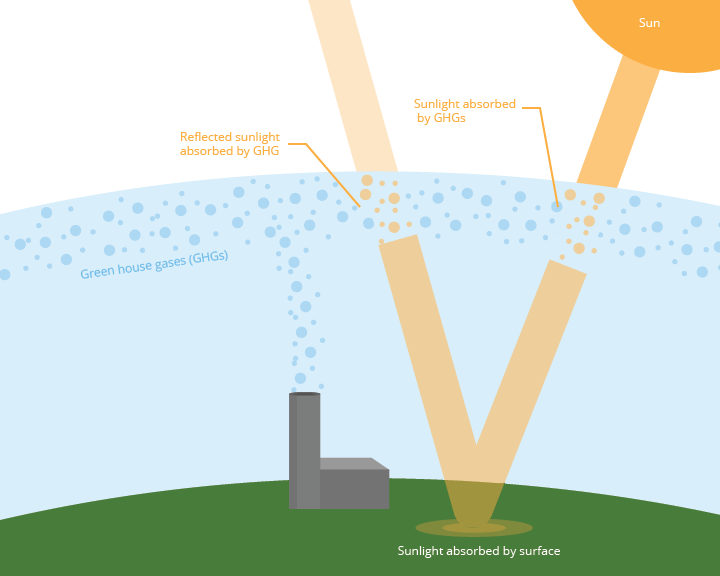 Sun
Sunlight absorbed
by GHGs
Reflected sunlight
absorbed by GHG
Green house gases (GHGs)
Sunlight absorbed by surface